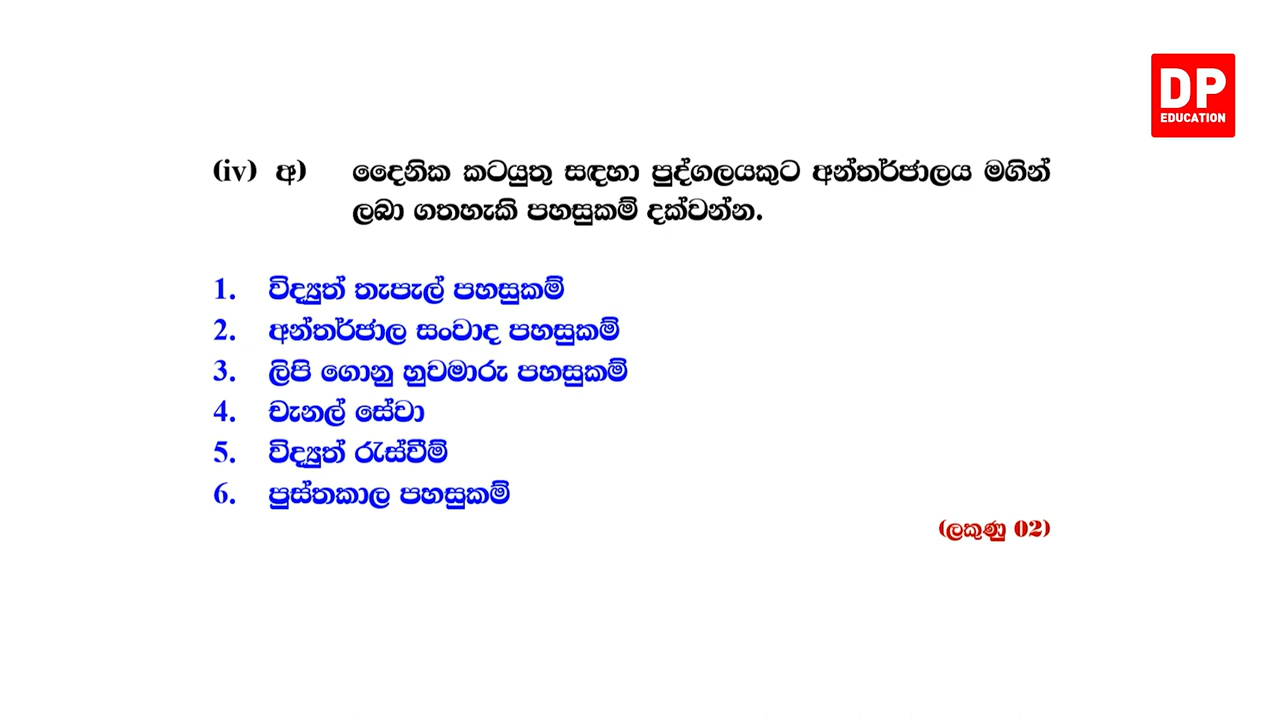 DP
EDUCATION
(iv) අ) දෛනික කටයුතු සඳහා පුද්ගලයකුට අන්තර්ජාලය මගින්
ලබා ගතහැකි පහසුකම් දක්වන්න.
1. විද්‍යුත් තැපැල් පහසුකම්
2. අන්තර්ජාල සංවාද පහසුකම්
3. ලිපි ගොනු හුවමාරු පහසුකම්
4. චැනල් සේවා
5. විද්‍යුත් රැස්වීම්
6. පුස්තකාල පහසුකම්
(ලකුණු 02)